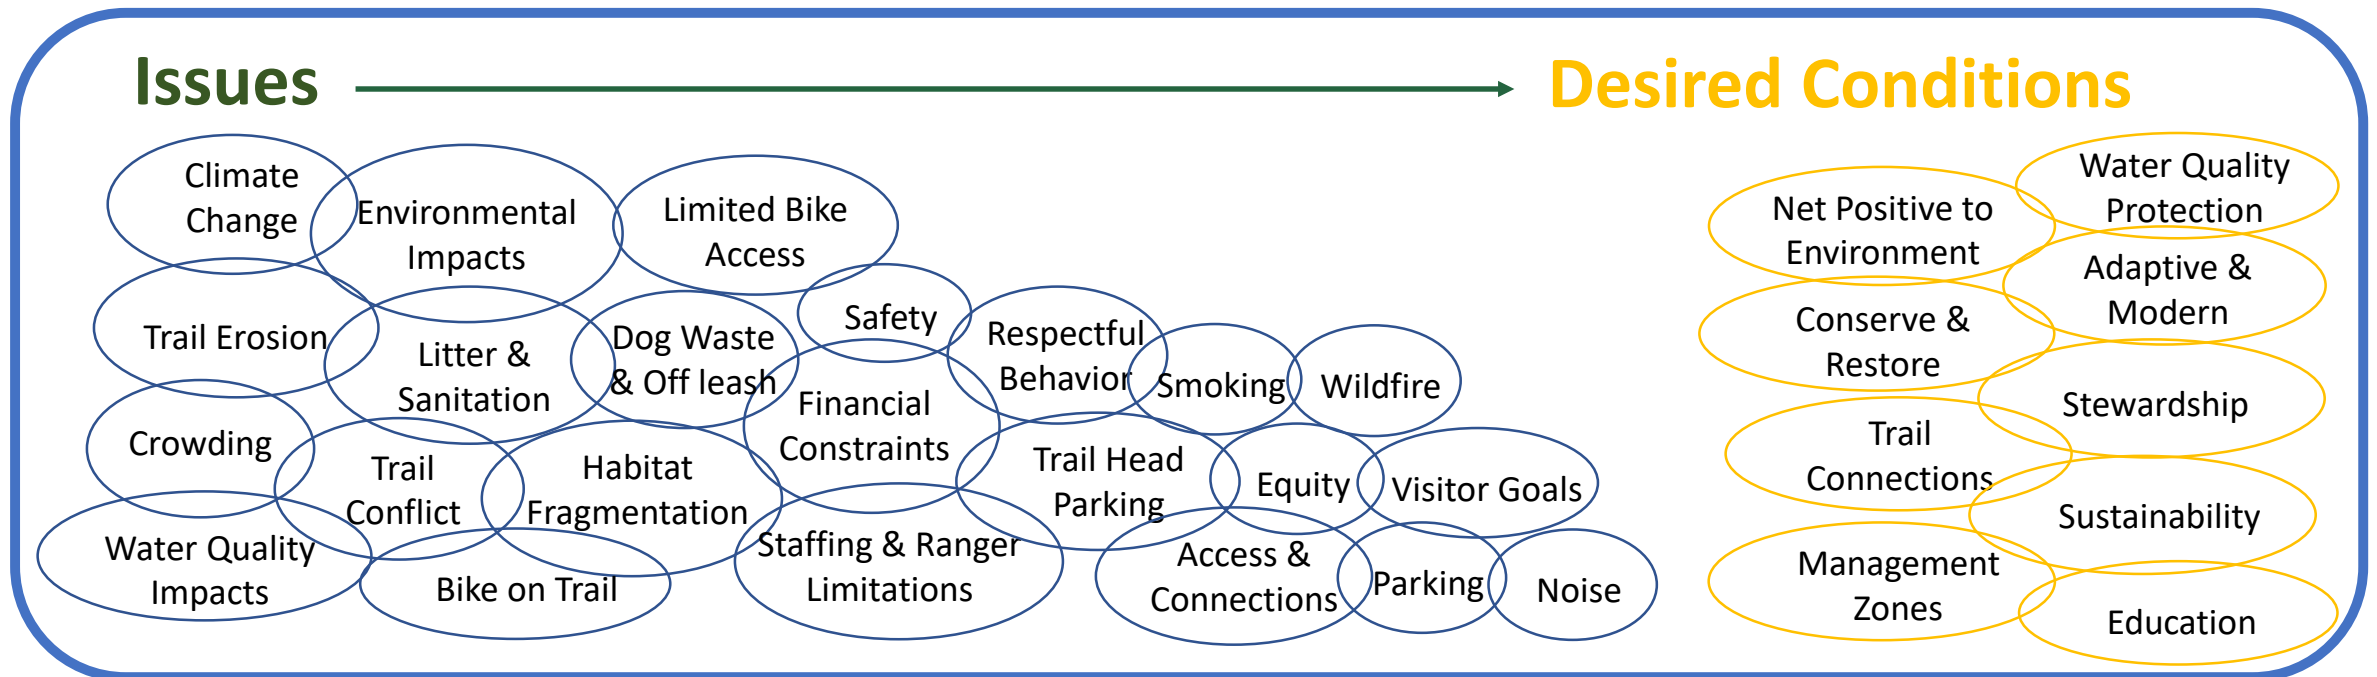 Issues
Desired Conditions
Climate
Change
Environmental
Impacts
Limited Bike
Access
Trail Erosion
Litter &
Sanitation
Dog Waste
& Off leash
Safety
Respectful
Behavior
Smoking
Wildfire
Crowding
Trail
Conflict
Habitat
Fragmentation
Financial
Constraints
Trail Head
Parking
Equity
Visitor Goals
Water Quality
Impacts
Bike on Trail
Staffing & Ranger
Limitations
Access &
Connections
Parking
Noise
Net Positive to
Environment
Water Quality
Protection
Conserve &
Restore
Adaptive &
Modern
Trail
Connections
Stewardship
Management
Zones
Sustainability
Education